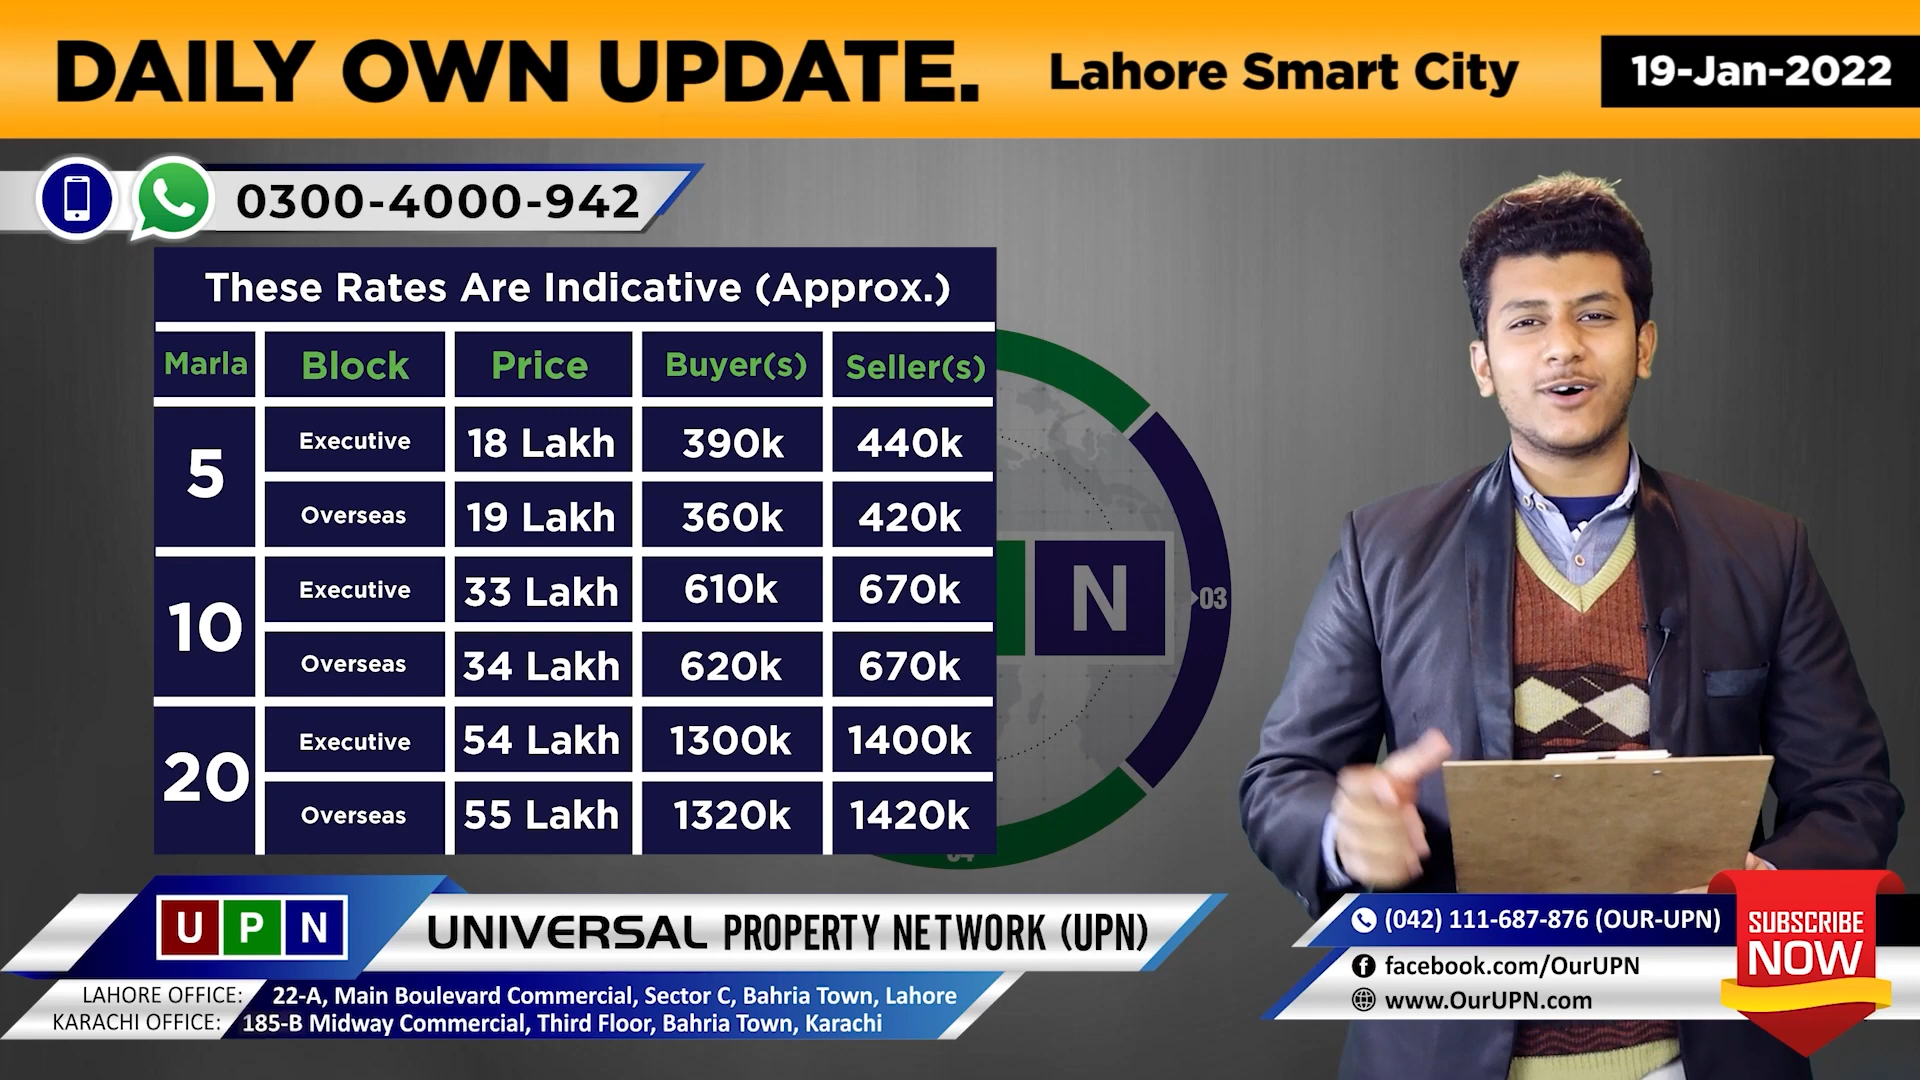 DAILY OWN UPDATE. Lahore Smart City 19-Jan-2022
0300-4000-942
These Rates Are Indicative (Approx.)
Marla Block Price Buyer(s) Seller(s)
5 Executive 18 Lakh 390k 440k
Overseas 19 Lakh 360k 420k
10 Executive 33 Lakh 610k 670k
Overseas 34 Lakh 620k 670k
20 Executive 54 Lakh 1300k 1400k
Overseas 55 Lakh 1320k 1420k
N
03
UPN UNIVERSAL PROPERTY NETWORK (UPN)
LAHORE OFFICE: 22-A, Main Boulevard Commercial, Sector C, Bahria Town, Lahore
KARACHI OFFICE: 185-B Midway Commercial, Third Floor, Bahria Town, Karachi
(042) 111-687-876 (OUR-UPN)
facebook.com/OurUPN
www.OurUPN.com
SUBSCRIBE
NOW